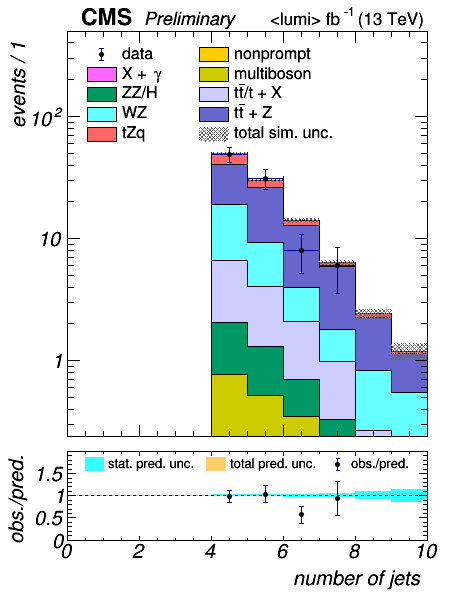 CMS Preliminary <lumi> fb⁻¹ (13 TeV)
events / 1
data nonprompt
X + γ multiboson
ZZ/H tt̄/t + X
WZ tt̄ + Z
tZq total sim. unc.
10²
10
1
obs./pred.
stat. pred. unc. total pred. unc. obs./pred.
1.5
1
0.5
0
0 2 4 6 8 10
number of jets